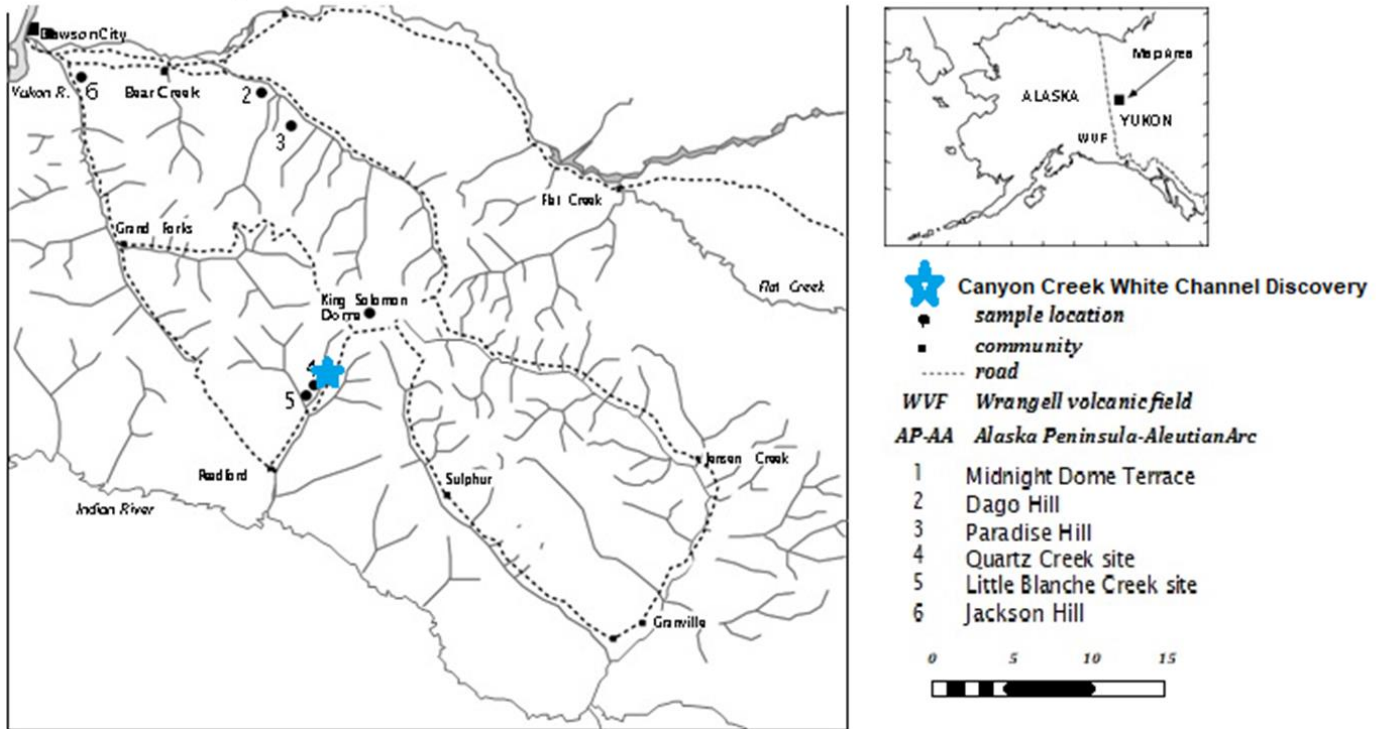 Dawson City
Yukon R.
6
Bear Creek
2
3
Flat Creek
Grand Forks
Flat Creek
King Solomon
Dome
4
5
Readford
Sulphur
Jensen Creek
Indian River
Granville
Map Area
ALASKA
YUKON
WVF
Canyon Creek White Channel Discovery
sample location
community
road
WVF Wrangell volcanic field
AP-AA Alaska Peninsula-Aleutian Arc
1 Midnight Dome Terrace
2 Dago Hill
3 Paradise Hill
4 Quartz Creek site
5 Little Blanche Creek site
6 Jackson Hill
0 5 10 15